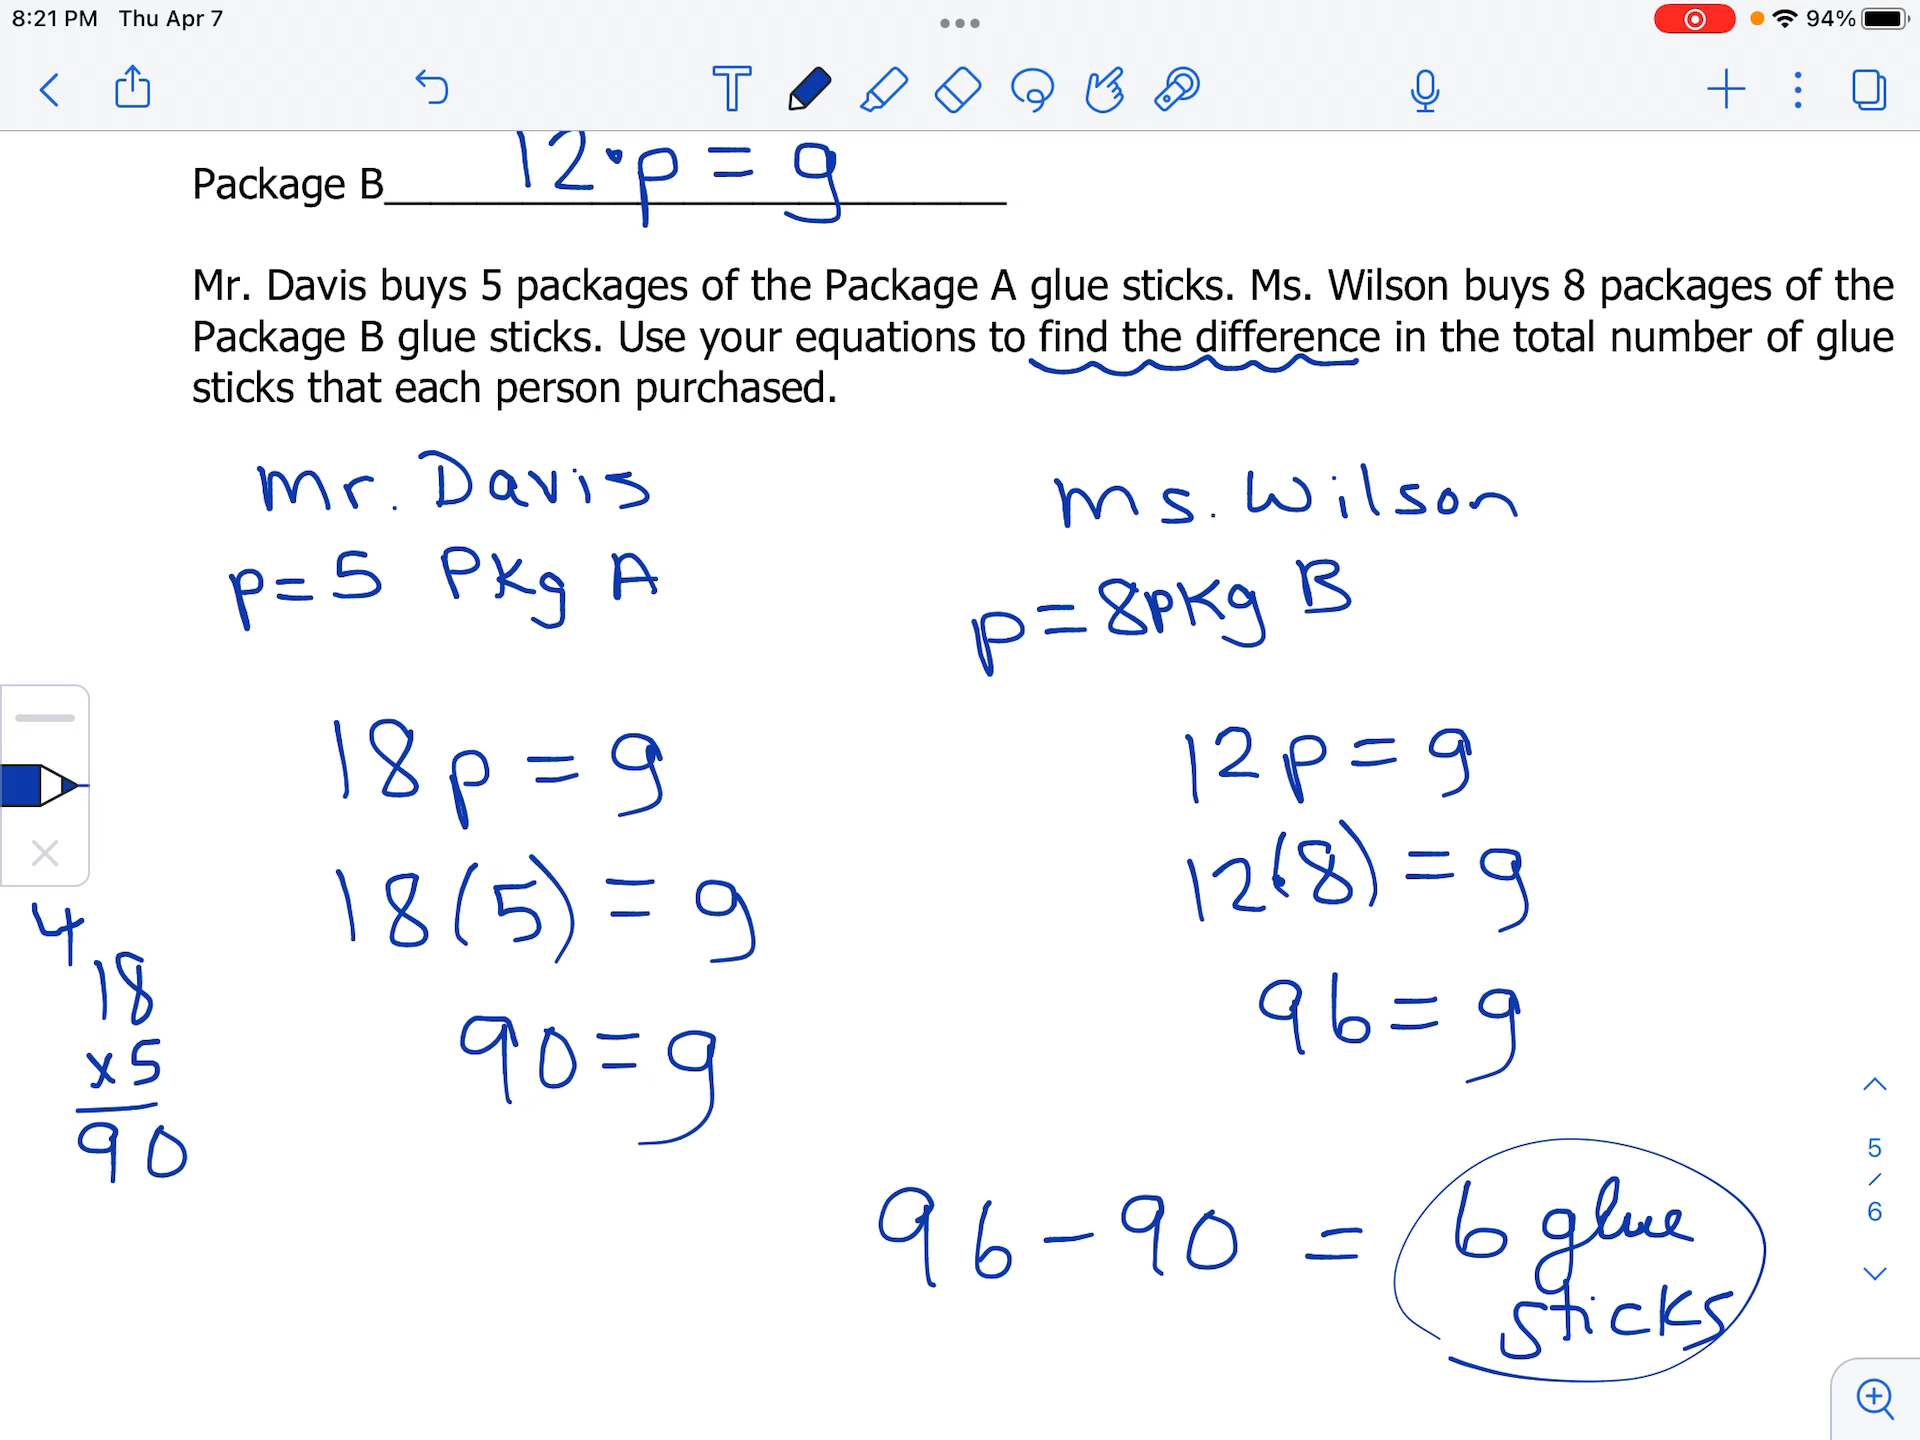 8:21 PM Thu Apr 7
94%
12·p = g
Package B
Mr. Davis buys 5 packages of the Package A glue sticks. Ms. Wilson buys 8 packages of the
Package B glue sticks. Use your equations to find the difference in the total number of glue
sticks that each person purchased.
Mr. Davis
p=5 Pkg A
Ms. Wilson
p=8pkg B
18p = g
18(5) = g
90=g
12p=g
12(8) = g
96=g
4
18
x5
90
96-90 = 6 glue
sticks
5
/
6